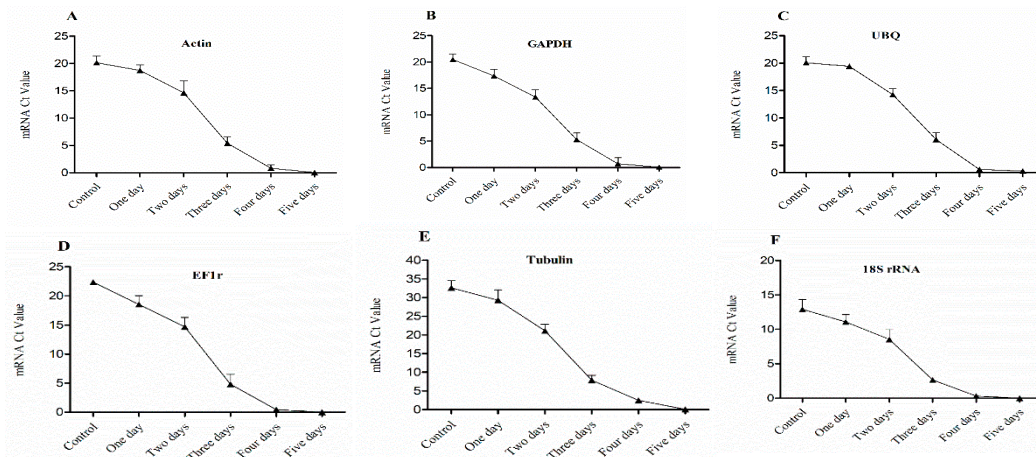 A
Actin
mRNA Ct Value
25
20
15
10
5
0
Control
One day
Two days
Three days
Four days
Five days
B
GAPDH
mRNA Ct Value
25
20
15
10
5
0
Control
One day
Two days
Three days
Four days
Five days
C
UBQ
mRNA Ct Value
25
20
15
10
5
0
Control
One day
Two days
Three days
Four days
Five days
D
EF1r
mRNA Ct Value
25
20
15
10
5
0
Control
One day
Two days
Three days
Four days
Five days
E
Tubulin
mRNA Ct Value
40
35
30
25
20
15
10
5
0
Control
One day
Two days
Three days
Four days
Five days
F
18S rRNA
mRNA Ct Value
20
15
10
5
0
Control
One day
Two days
Three days
Four days
Five days